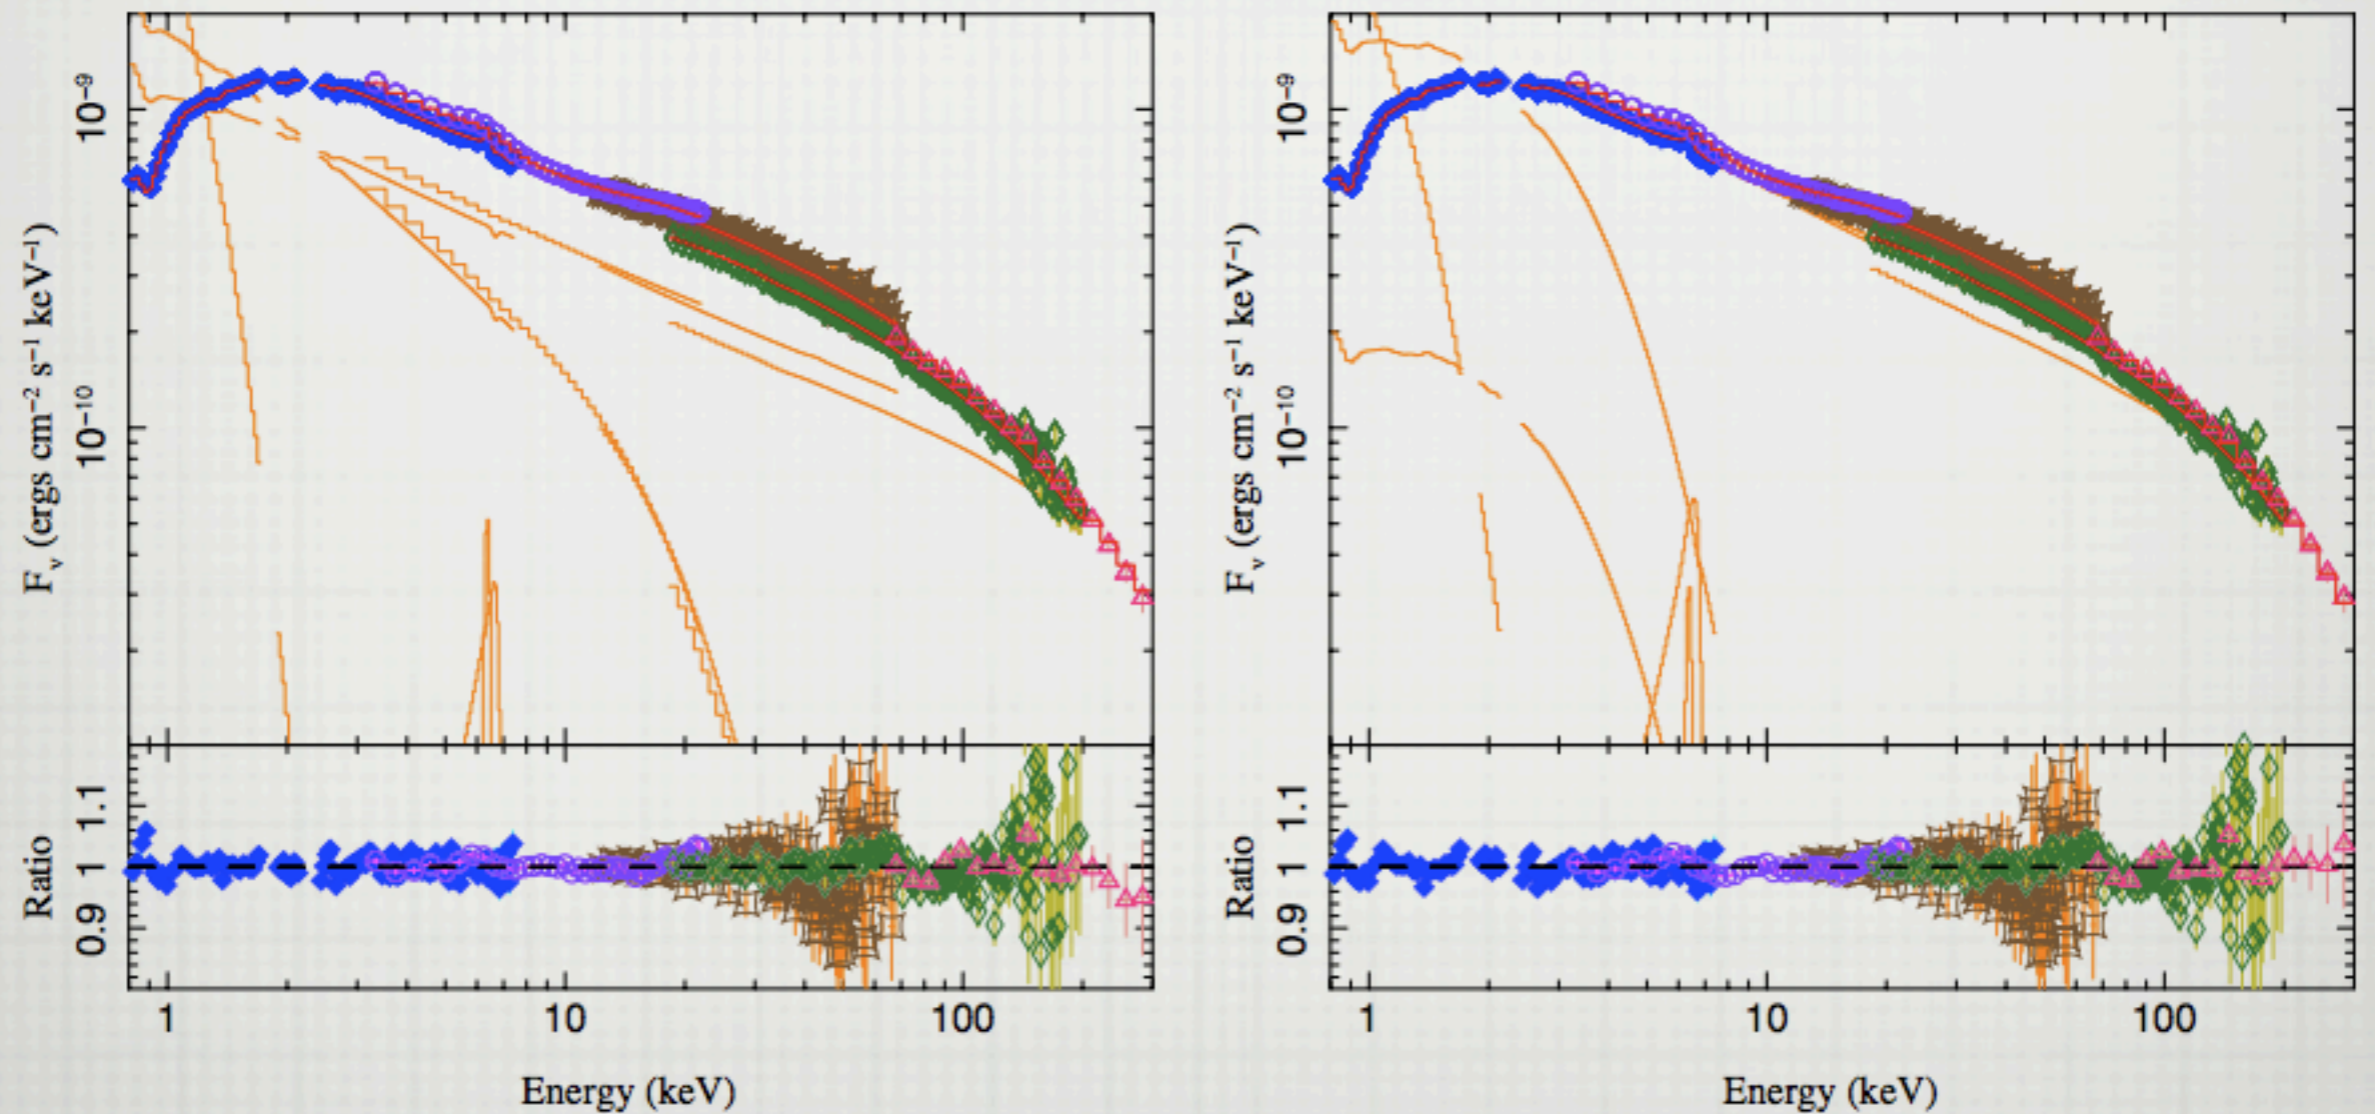 10⁻⁹
10⁻¹⁰
Fν (ergs cm⁻² s⁻¹ keV⁻¹)
1.1
1
0.9
Ratio
1 10 100
Energy (keV)
10⁻⁹
10⁻¹⁰
Fν (ergs cm⁻² s⁻¹ keV⁻¹)
1.1
1
0.9
Ratio
1 10 100
Energy (keV)